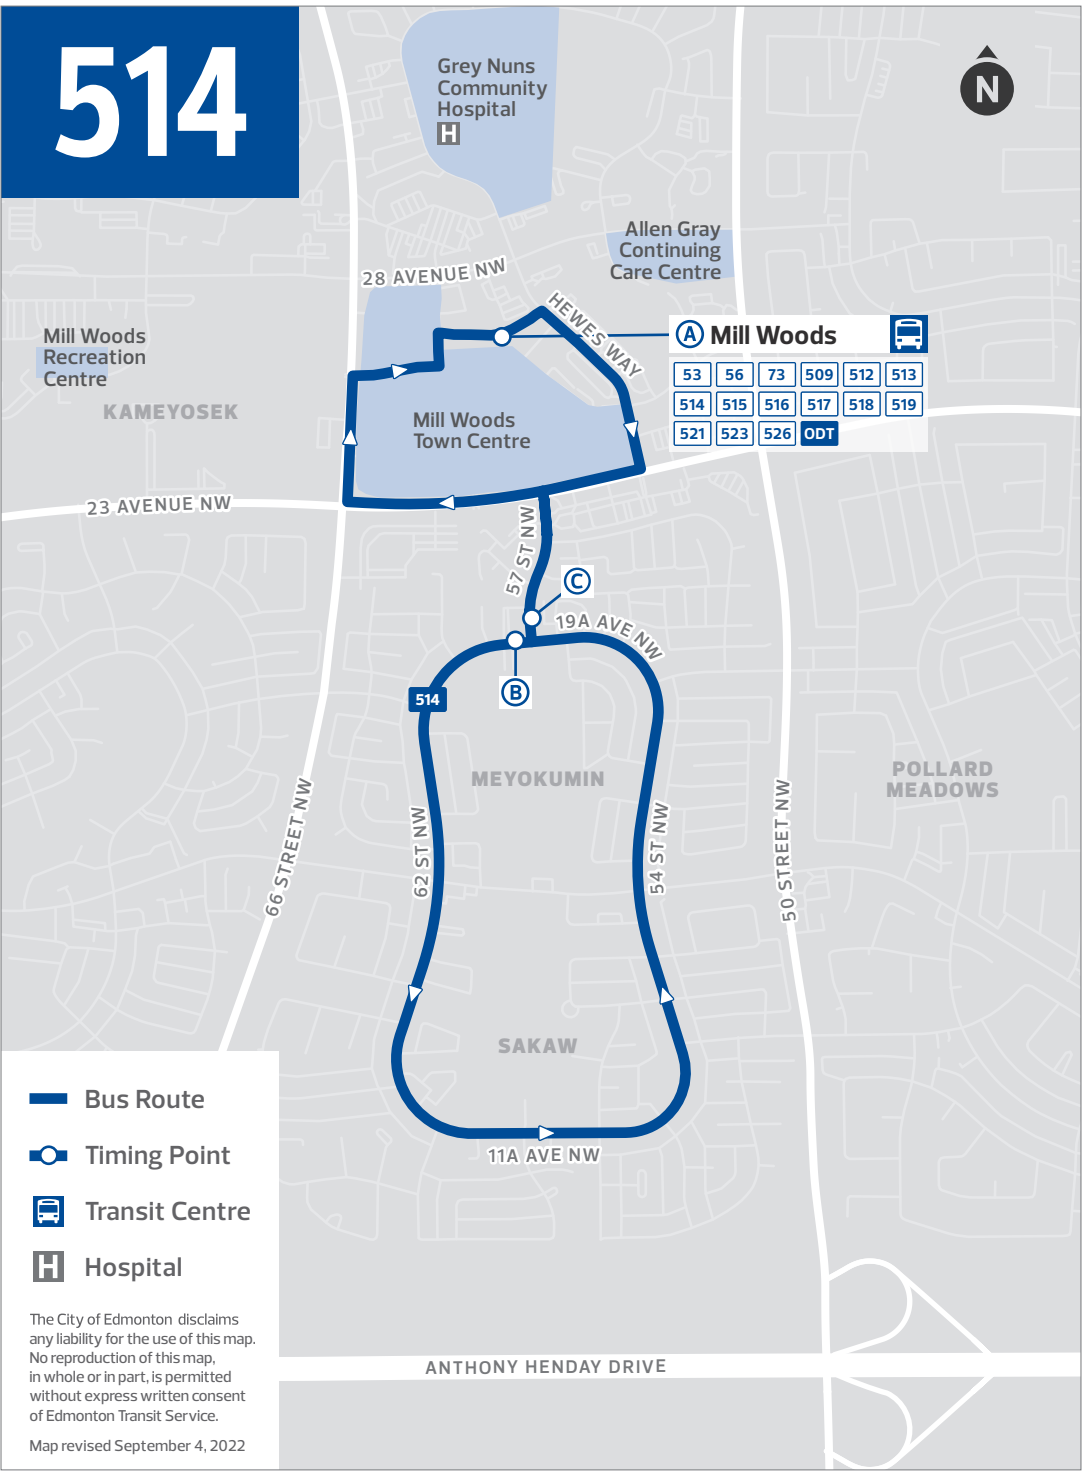 514
Grey Nuns
Community
Hospital
H
N
Allen Gray
Continuing
Care Centre
28 AVENUE NW
HEWES WAY
A Mill Woods
53 56 73 509 512 513
514 515 516 517 518 519
521 523 526 ODT
Mill Woods
Recreation
Centre
KAMEYOSEK
Mill Woods
Town Centre
23 AVENUE NW
57 ST NW
C
19A AVE NW
B
514
MEYOKUMIN
POLLARD
MEADOWS
66 STREET NW
62 ST NW
54 ST NW
50 STREET NW
SAKAW
11A AVE NW
Bus Route
Timing Point
Transit Centre
H Hospital
The City of Edmonton disclaims
any liability for the use of this map.
No reproduction of this map,
in whole or in part, is permitted
without express written consent
of Edmonton Transit Service.
Map revised September 4, 2022
ANTHONY HENDAY DRIVE